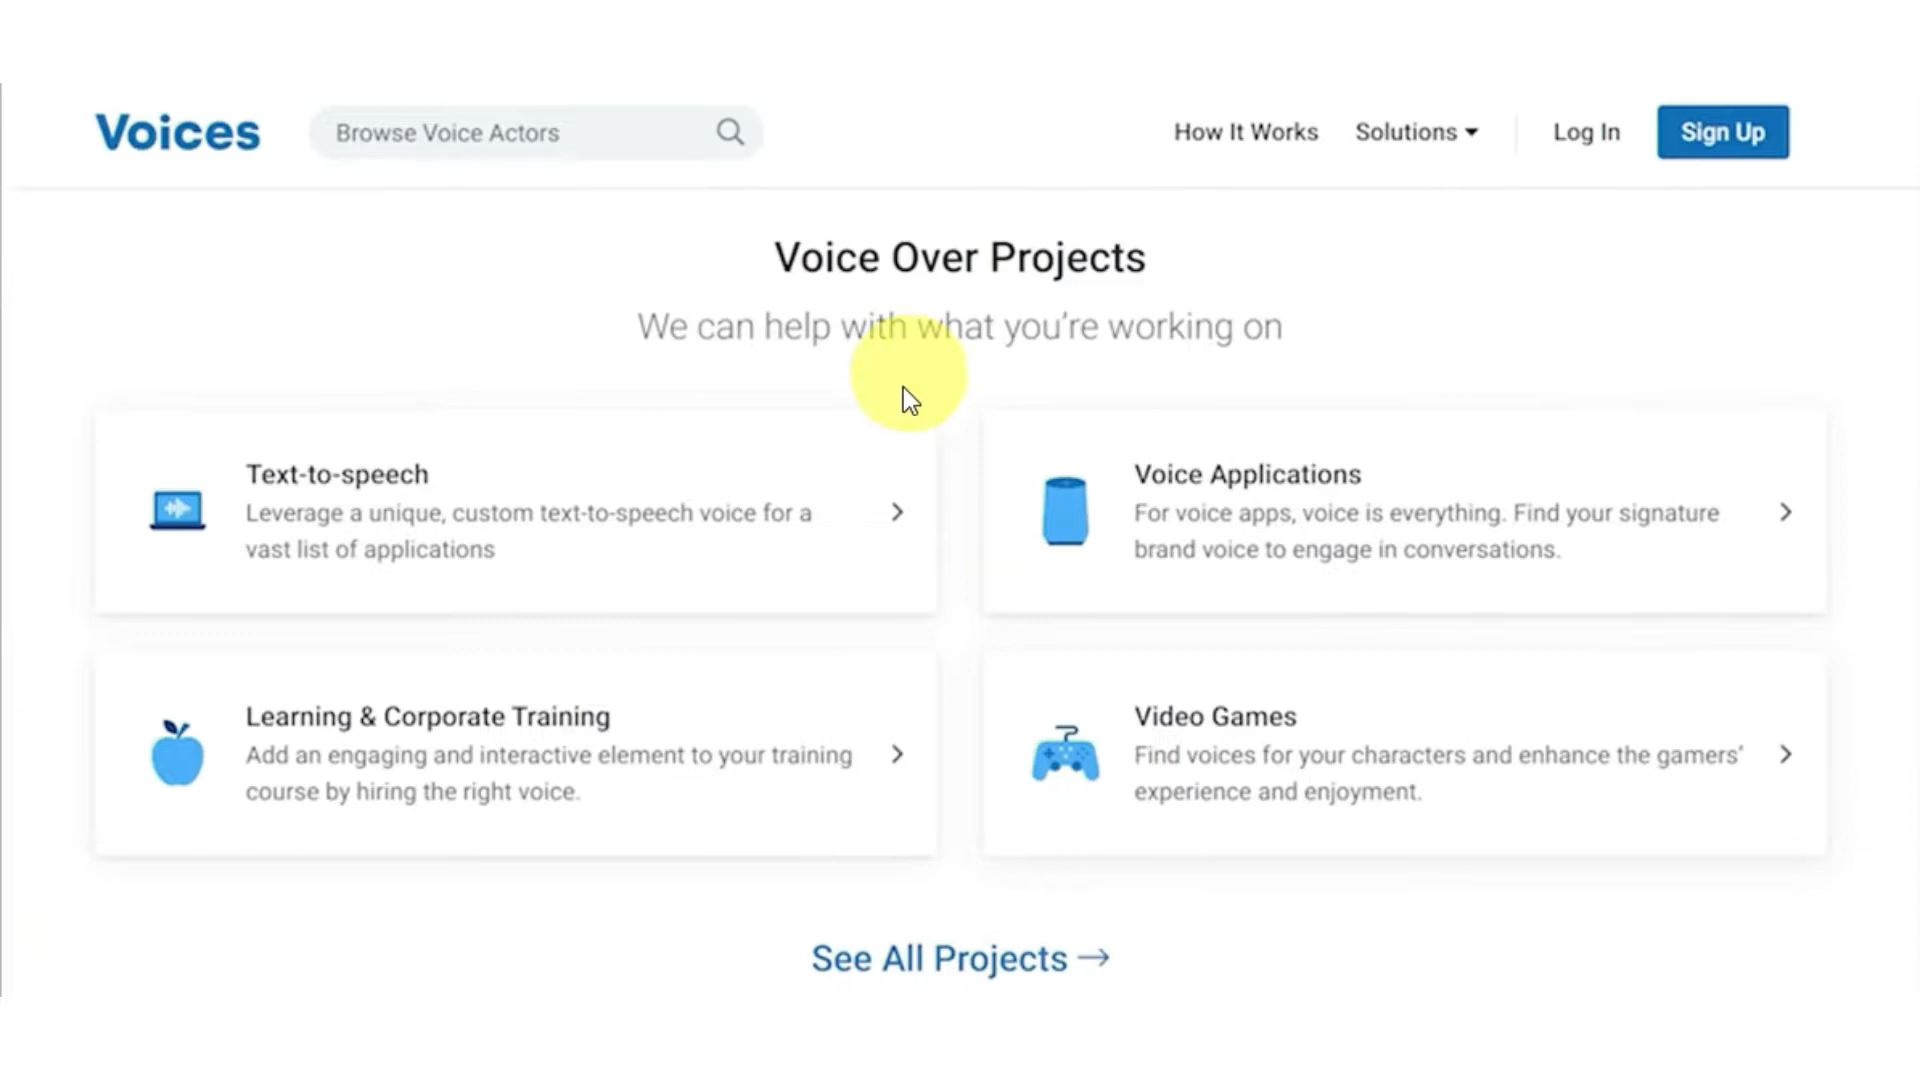 Voices
Browse Voice Actors
How It Works
Solutions
Log In
Sign Up
Voice Over Projects
We can help with what you're working on
Text-to-speech
Leverage a unique, custom text-to-speech voice for a
vast list of applications
Voice Applications
For voice apps, voice is everything. Find your signature
brand voice to engage in conversations.
Learning & Corporate Training
Add an engaging and interactive element to your training
course by hiring the right voice.
Video Games
Find voices for your characters and enhance the gamers’
experience and enjoyment.
See All Projects